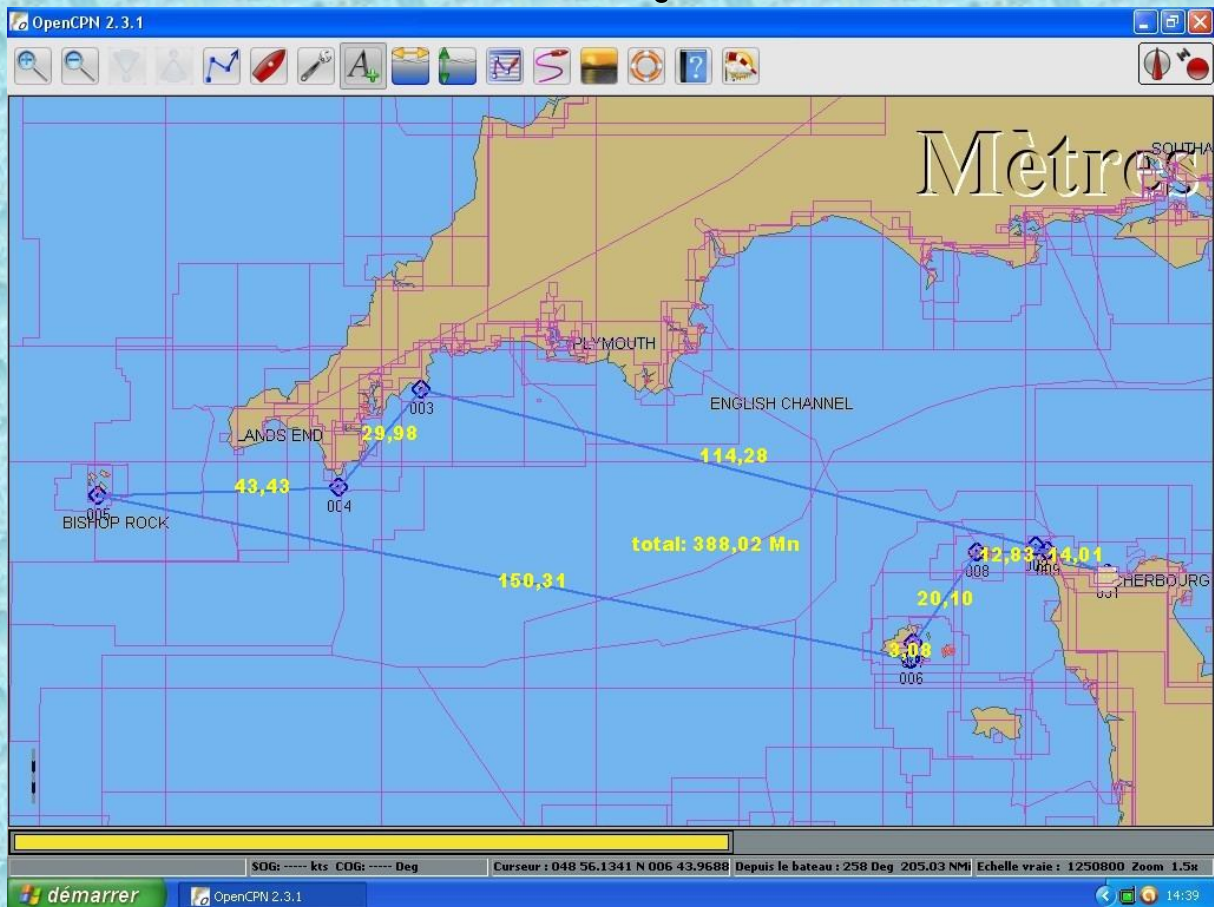 OpenCPN 2.3.1
Mètres
SOUTHA
PLYMOUTH
ENGLISH CHANNEL
003
LANDS END
29,98
114,28
43,43
004
005
BISHOP ROCK
total: 388,02 Mn
12,83
14,01
008
009
CHERBOURG
001
150,31
20,10
3,08
006
SOG: ----- kts COG: ----- Deg
Curseur : 048 56.1341 N 006 43.9688
Depuis le bateau : 258 Deg 205.03 NMi
Echelle vraie : 1250800 Zoom 1.5x
démarrer
OpenCPN 2.3.1
14:39